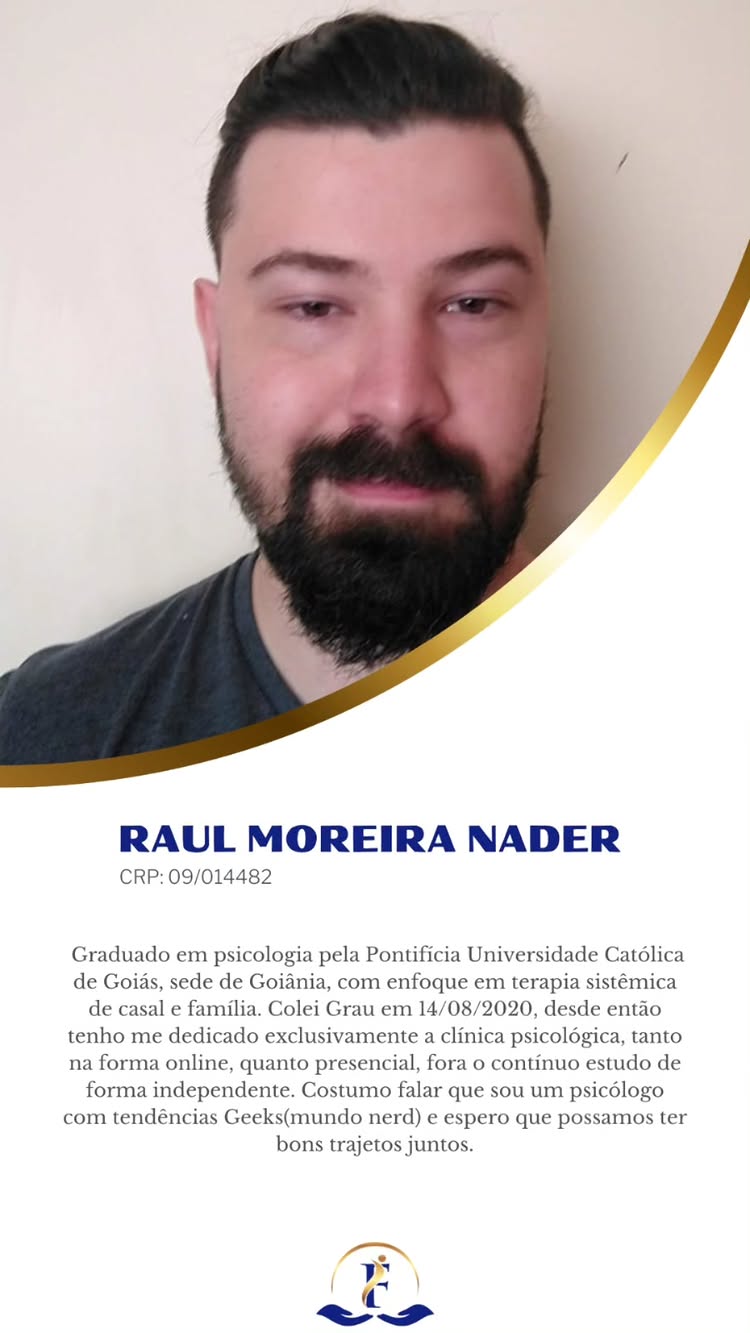 RAUL MOREIRA NADER
CRP: 09/014482
Graduado em psicologia pela Pontifícia Universidade Católica
de Goiás, sede de Goiânia, com enfoque em terapia sistêmica
de casal e família. Colei Grau em 14/08/2020, desde então
tenho me dedicado exclusivamente a clínica psicológica, tanto
na forma online, quanto presencial, fora o contínuo estudo de
forma independente. Costumo falar que sou um psicólogo
com tendências Geeks(mundo nerd) e espero que possamos ter
bons trajetos juntos.
F